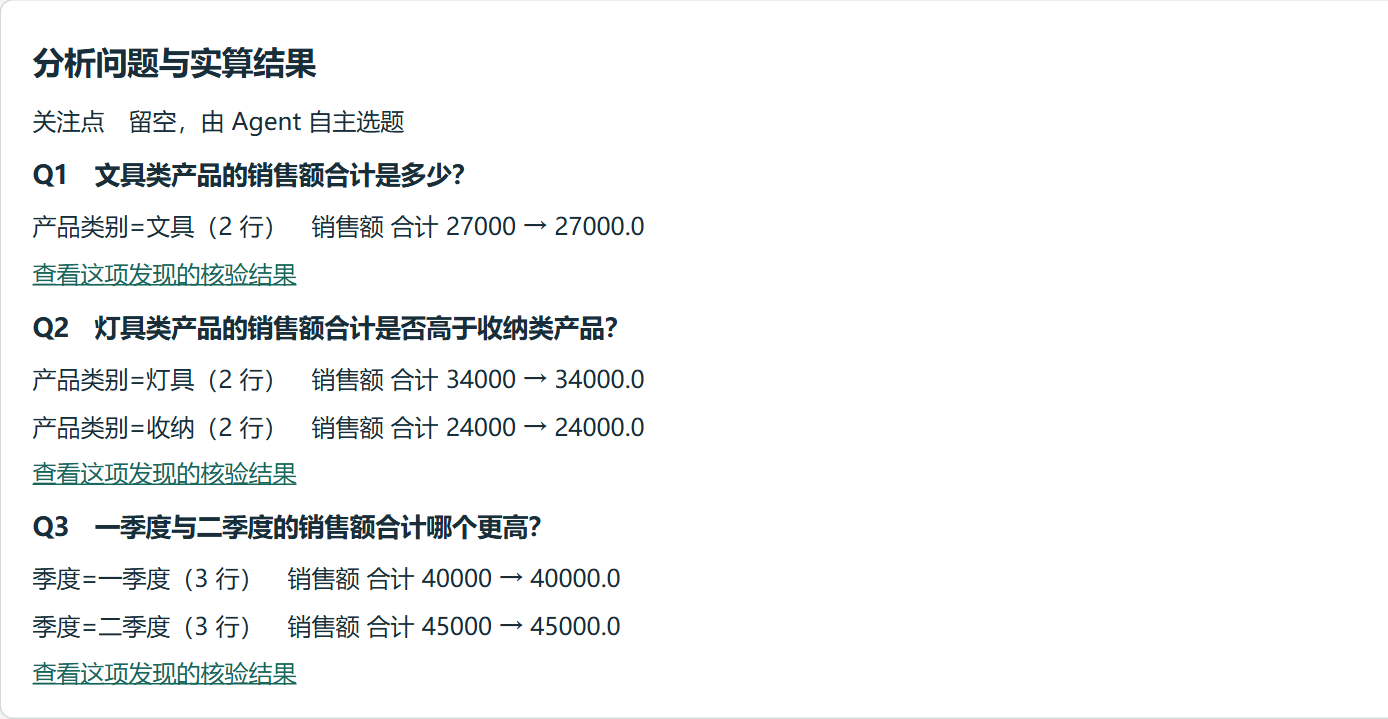 分析问题与实算结果
关注点　留空，由 Agent 自主选题
Q1　文具类产品的销售额合计是多少？
产品类别=文具（2 行）　销售额 合计 27000 → 27000.0
查看这项发现的核验结果
Q2　灯具类产品的销售额合计是否高于收纳类产品？
产品类别=灯具（2 行）　销售额 合计 34000 → 34000.0
产品类别=收纳（2 行）　销售额 合计 24000 → 24000.0
查看这项发现的核验结果
Q3　一季度与二季度的销售额合计哪个更高？
季度=一季度（3 行）　销售额 合计 40000 → 40000.0
季度=二季度（3 行）　销售额 合计 45000 → 45000.0
查看这项发现的核验结果